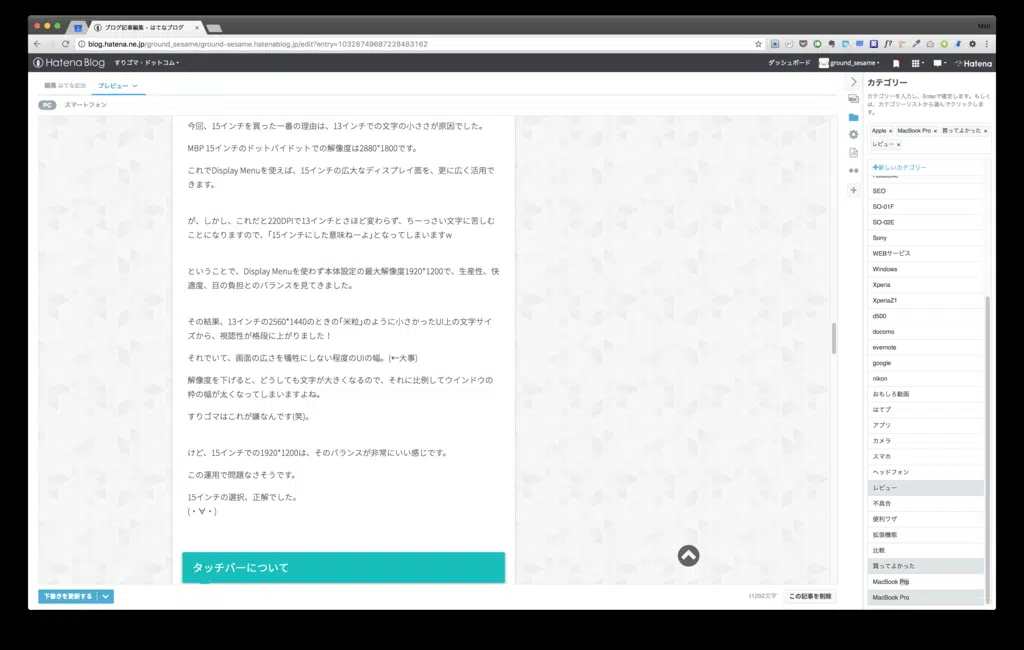 ブログ記事編集 - はてなブログ
Matt
blog.hatena.ne.jp/ground_sesame/ground-sesame.hatenablog.jp/edit?entry=10328749687228483162
HatenaBlog
すりゴマ・ドットコム
ダッシュボード
ground_sesame
Hatena
編集 はてな記法
プレビュー
PC
スマートフォン
今回、15インチを買った一番の理由は、13インチでの文字の小ささが原因でした。
MBP 15インチのドットバイドットでの解像度は2880*1800です。
これでDisplay Menuを使えば、15インチの広大なディスプレイ面を、更に広く活用で
きます。
が、しかし、これだと220DPIで13インチとさほど変わらず、ちーっさい文字に苦しむ
ことになりますので、「15インチにした意味ねーよ」となってしまいますw
ということで、Display Menuを使わず本体設定の最大解像度1920*1200で、生産性、快
適度、目の負担とのバランスを見てきました。
その結果、13インチの2560*1440のときの「米粒」のように小さかったUI上の文字サイ
ズから、視認性が格段に上がりました！
それでいて、画面の広さを犠牲にしない程度のUIの幅。(←大事)
解像度を下げると、どうしても文字が大きくなるので、それに比例してウインドウの
枠の幅が太くなってしまいますよね。
すりゴマはこれが嫌なんです(笑)。
けど、15インチでの1920*1200は、そのバランスが非常にいい感じです。
この運用で問題なさそうです。
15インチの選択、正解でした。
(・∀・)
タッチバーについて
下書きを更新する
11292文字
この記事を削除
カテゴリー
カテゴリーを入力し、Enterで確定します。もしく
は、カテゴリーリストから選んでクリックしま
す。
Apple × MacBook Pro × 買ってよかった ×
レビュー ×
+新しいカテゴリー
SEO
SO-01F
SO-02E
Sony
WEBサービス
Windows
Xperia
XperiaZ1
d500
docomo
evernote
google
nikon
おもしろ動画
はてブ
アプリ
カメラ
スマホ
ヘッドフォン
レビュー
不具合
便利ワザ
拡張機能
比較
買ってよかった
MacBook Pro
MacBook Pro